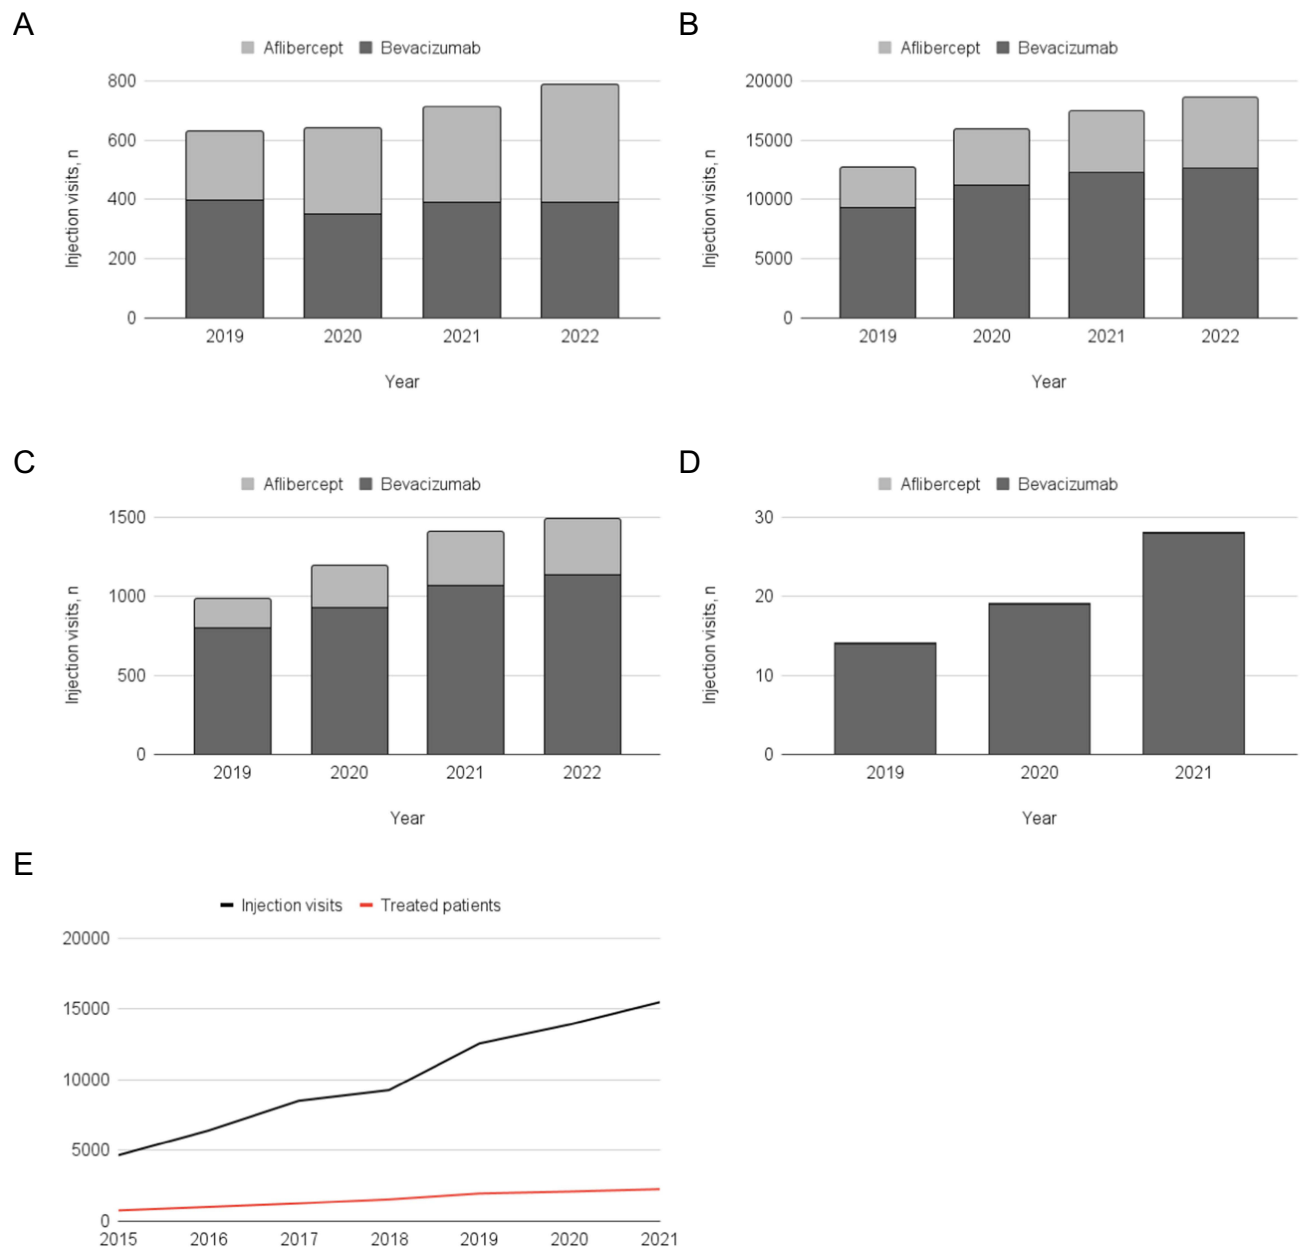 A
Aflibercept Bevacizumab
800
600
400
200
0
Injection visits, n
2019 2020 2021 2022
Year
B
Aflibercept Bevacizumab
20000
15000
10000
5000
0
Injection visits, n
2019 2020 2021 2022
Year
C
Aflibercept Bevacizumab
1500
1000
500
0
Injection visits, n
2019 2020 2021 2022
Year
D
Aflibercept Bevacizumab
30
20
10
0
Injection visits, n
2019 2020 2021
Year
E
Injection visits Treated patients
20000
15000
10000
5000
0
2015 2016 2017 2018 2019 2020 2021